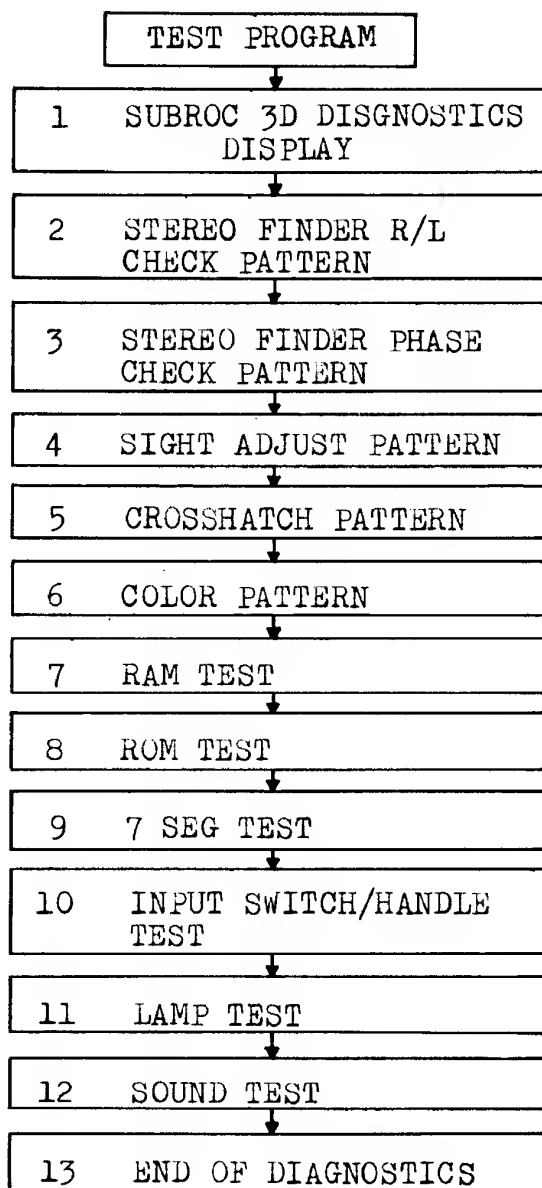 TEST PROGRAM
1 SUBROC 3D DISGNOSTICS
DISPLAY
2 STEREO FINDER R/L
CHECK PATTERN
3 STEREO FINDER PHASE
CHECK PATTERN
4 SIGHT ADJUST PATTERN
5 CROSSHATCH PATTERN
6 COLOR PATTERN
7 RAM TEST
8 ROM TEST
9 7 SEG TEST
10 INPUT SWITCH/HANDLE
TEST
11 LAMP TEST
12 SOUND TEST
13 END OF DIAGNOSTICS